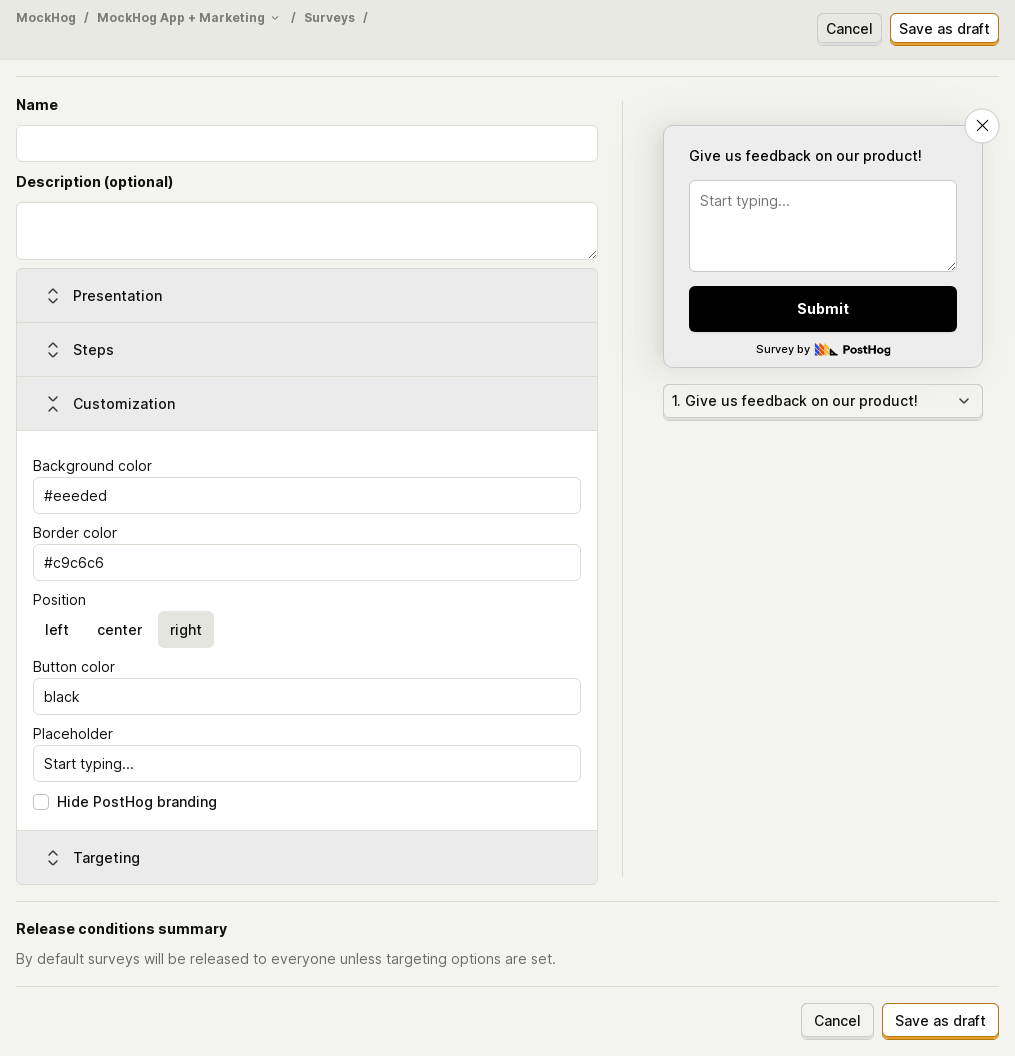 MockHog / MockHog App + Marketing / Surveys /
Cancel
Save as draft
Name
Description (optional)
Presentation
Steps
Customization
Background color
#eeeded
Border color
#c9c6c6
Position
left center right
Button color
black
Placeholder
Start typing...
Hide PostHog branding
Targeting
Give us feedback on our product!
Start typing...
Submit
Survey by PostHog
1. Give us feedback on our product!
Release conditions summary
By default surveys will be released to everyone unless targeting options are set.
Cancel
Save as draft